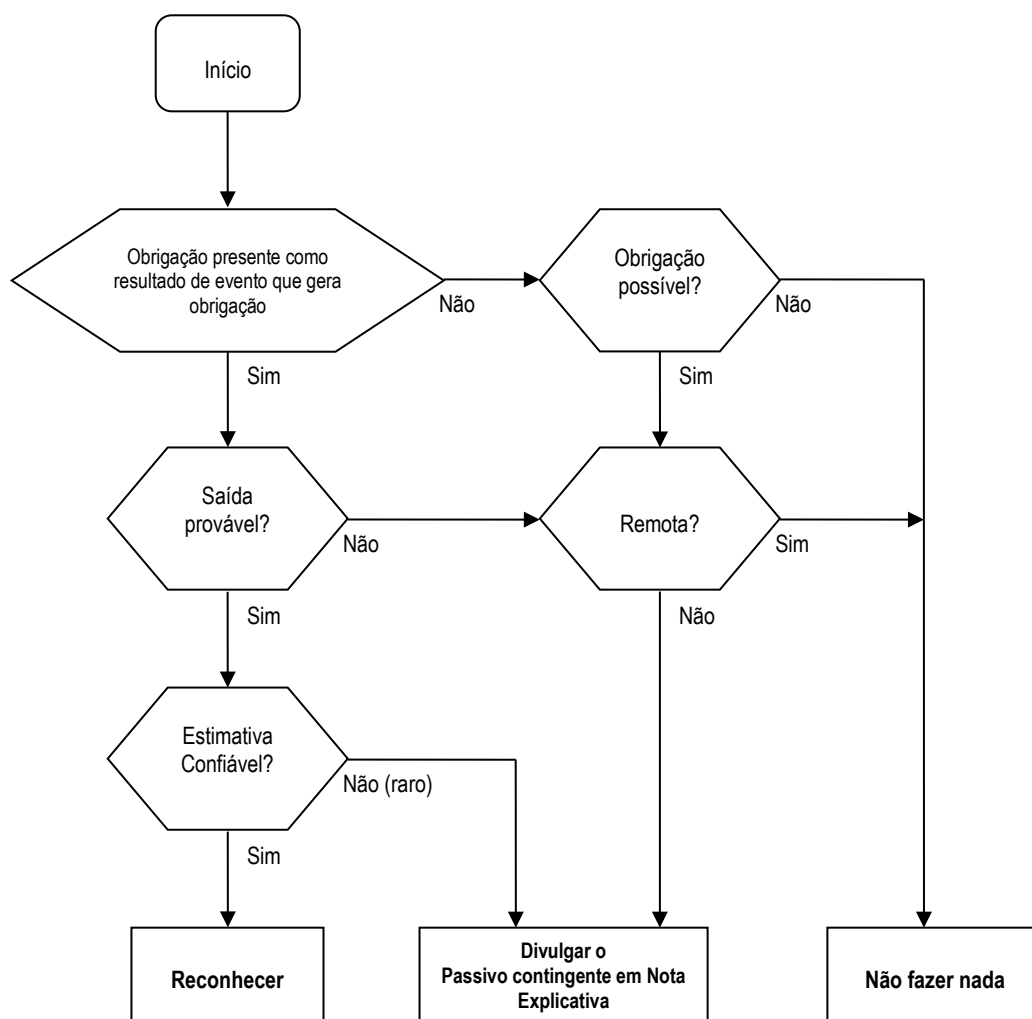 Início
Obrigação presente como
resultado de evento que gera
obrigação
Não
Obrigação
possível?
Não
Sim
Sim
Saída
provável?
Não
Remota?
Sim
Sim
Não
Estimativa
Confiável?
Não (raro)
Sim
Reconhecer
Divulgar o
Passivo contingente em Nota
Explicativa
Não fazer nada